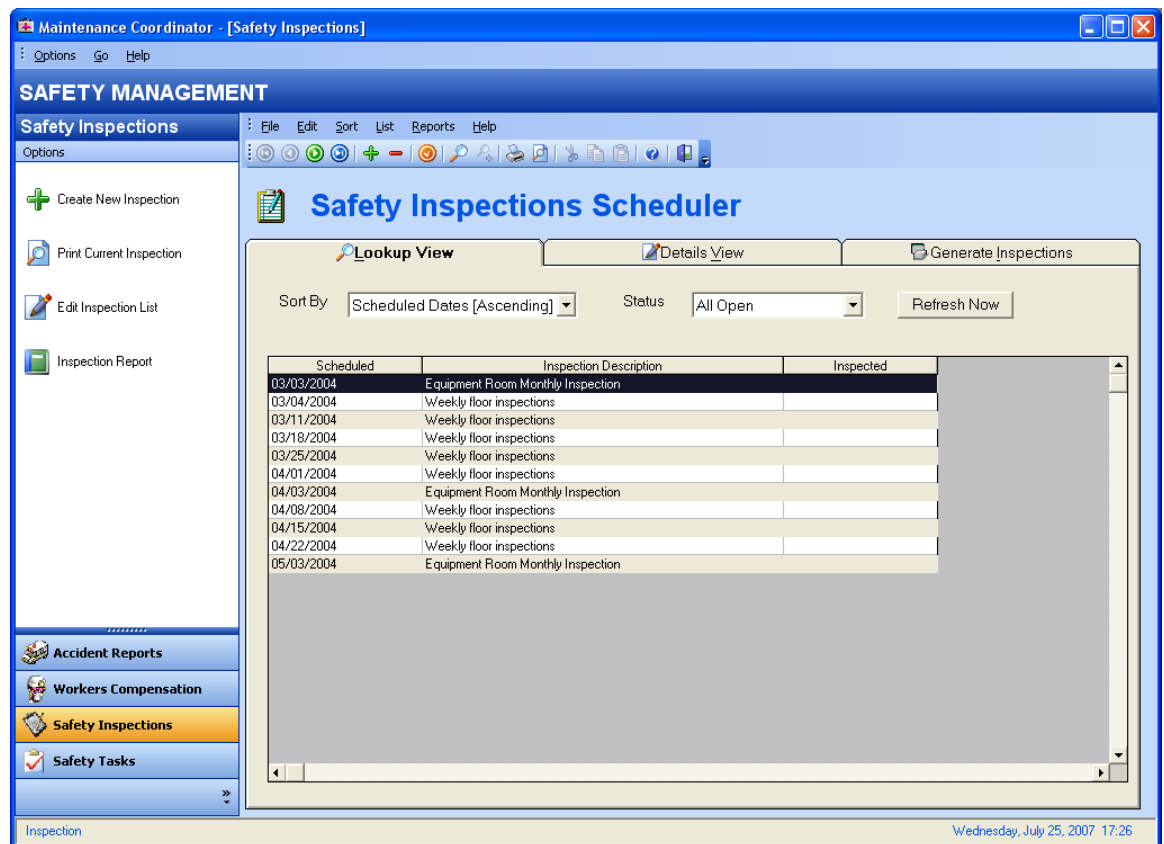 Maintenance Coordinator - [Safety Inspections]
Options Go Help
SAFETY MANAGEMENT
Safety Inspections
Options
Create New Inspection
Print Current Inspection
Edit Inspection List
Inspection Report
Accident Reports
Workers Compensation
Safety Inspections
Safety Tasks
File Edit Sort List Reports Help
Safety Inspections Scheduler
Lookup View Details View Generate Inspections
Sort By Scheduled Dates [Ascending] Status All Open Refresh Now
Scheduled Inspection Description Inspected
03/03/2004 Equipment Room Monthly Inspection
03/04/2004 Weekly floor inspections
03/11/2004 Weekly floor inspections
03/18/2004 Weekly floor inspections
03/25/2004 Weekly floor inspections
04/01/2004 Weekly floor inspections
04/03/2004 Equipment Room Monthly Inspection
04/08/2004 Weekly floor inspections
04/15/2004 Weekly floor inspections
04/22/2004 Weekly floor inspections
05/03/2004 Equipment Room Monthly Inspection
Inspection Wednesday, July 25, 2007 17:26